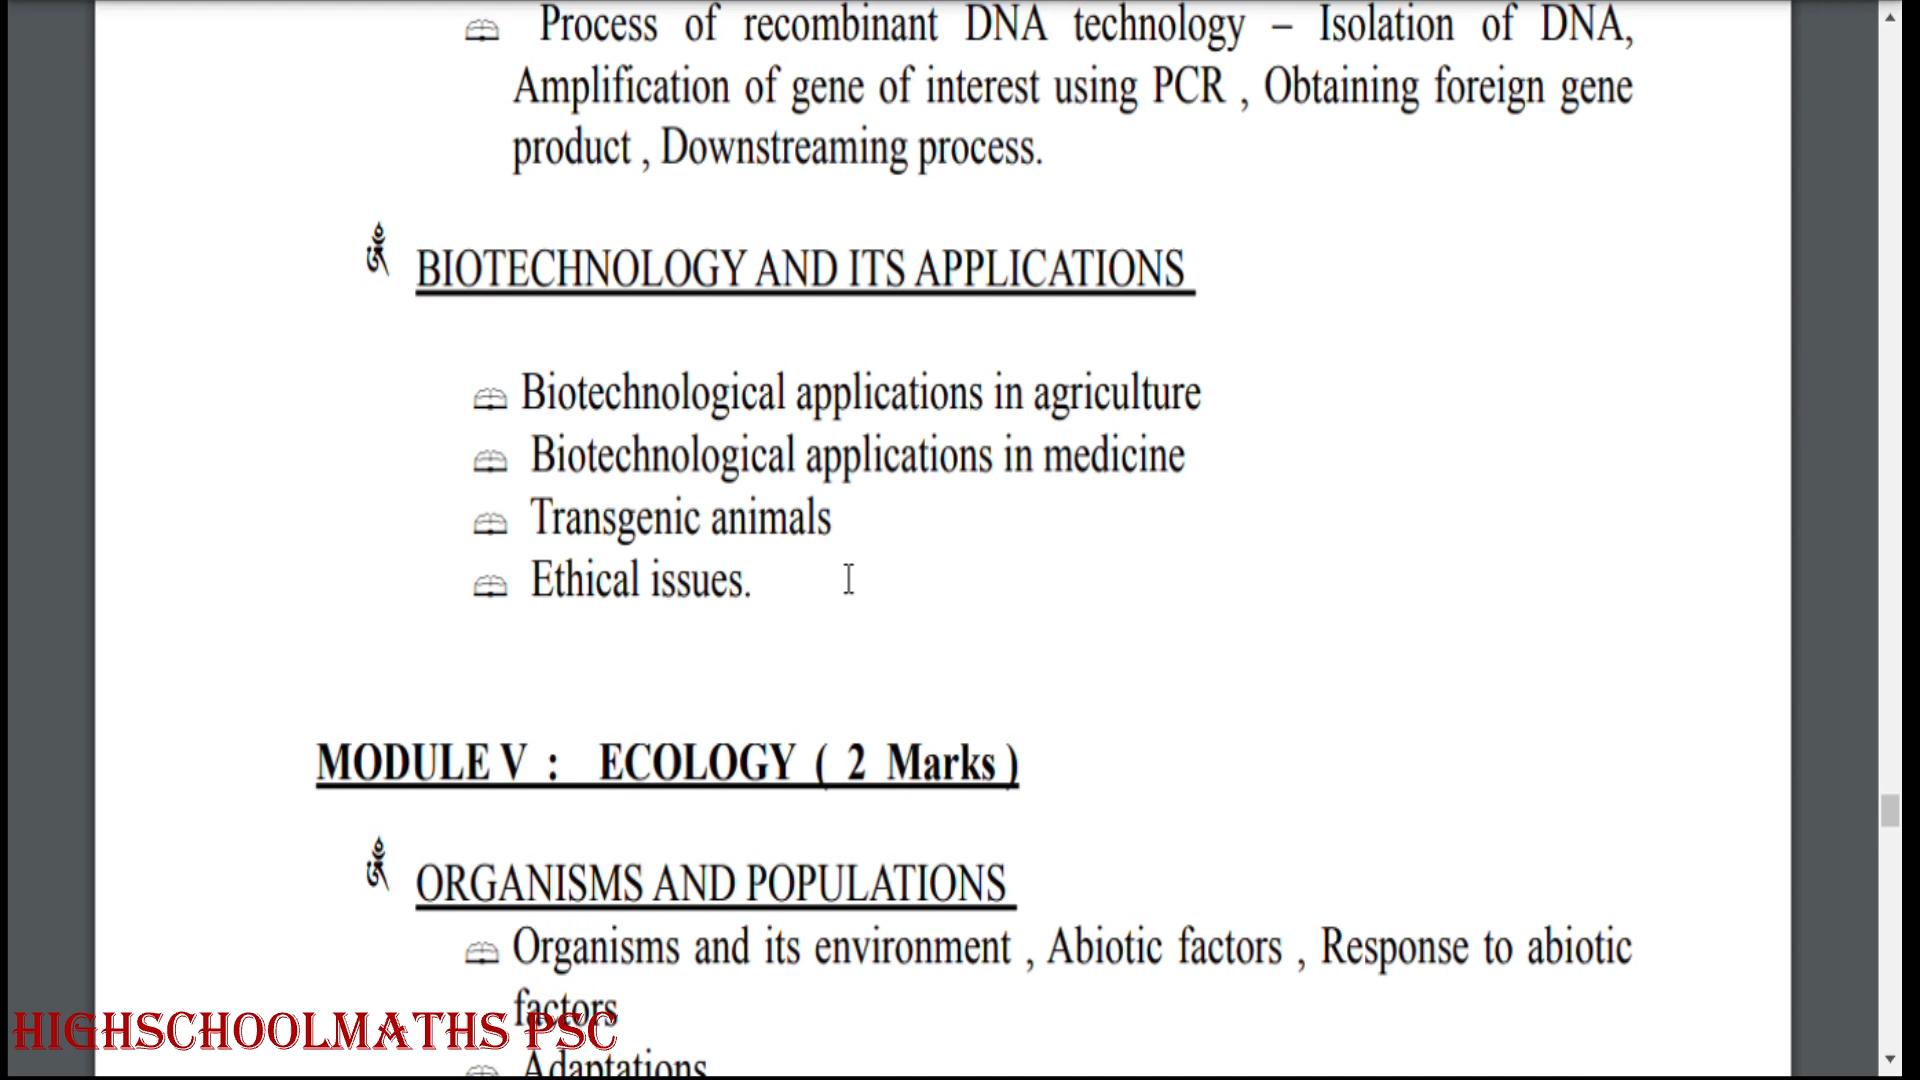 Process of recombinant DNA technology – Isolation of DNA,
Amplification of gene of interest using PCR , Obtaining foreign gene
product , Downstreaming process.
BIOTECHNOLOGY AND ITS APPLICATIONS
Biotechnological applications in agriculture
Biotechnological applications in medicine
Transgenic animals
Ethical issues.
MODULE V : ECOLOGY ( 2 Marks )
ORGANISMS AND POPULATIONS
Organisms and its environment , Abiotic factors , Response to abiotic
factors
HIGHSCHOOLMATHS PSC
Adaptations